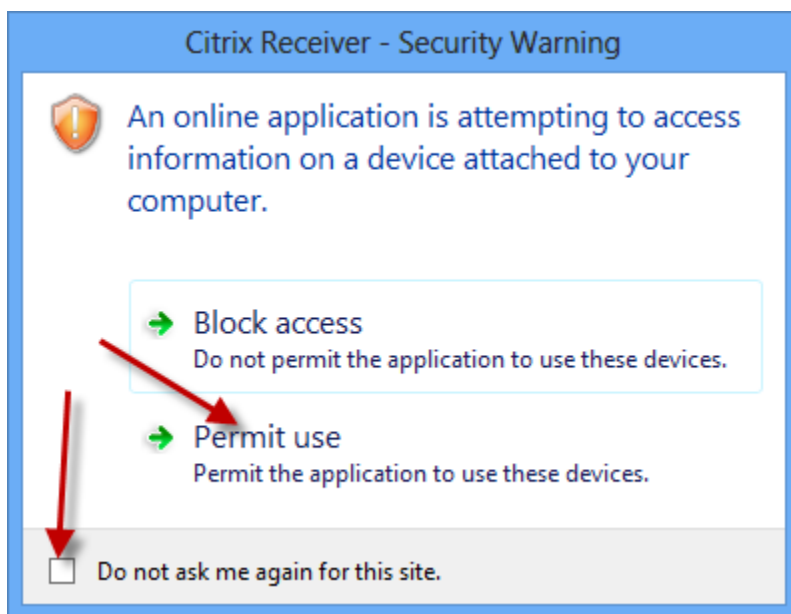 Citrix Receiver - Security Warning
An online application is attempting to access
information on a device attached to your
computer.
Block access
Do not permit the application to use these devices.
Permit use
Permit the application to use these devices.
Do not ask me again for this site.